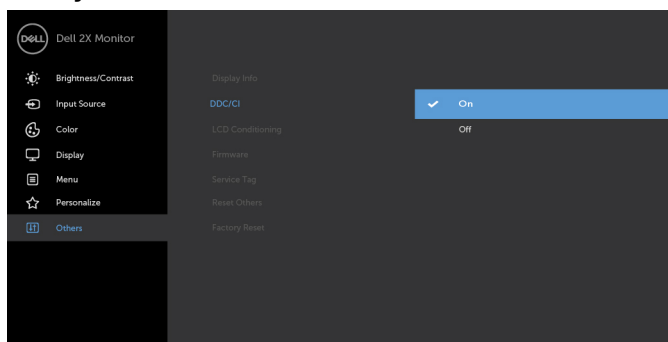 DELL
Dell 2X Monitor
Brightness/Contrast
Display Info
Input Source
DDC/CI
On
Color
LCD Conditioning
Off
Display
Firmware
Menu
Service Tag
Personalize
Reset Others
Others
Factory Reset